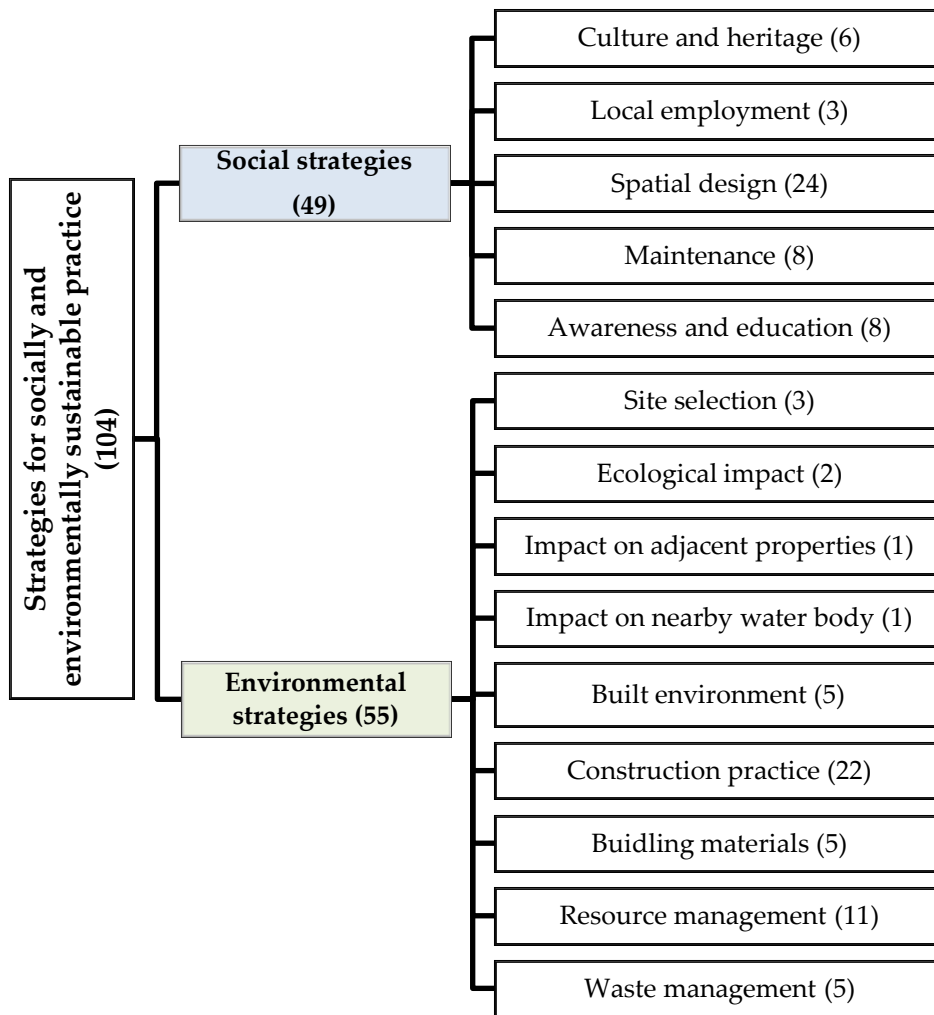 Strategies for socially and
environmentally sustainable practice
(104)
Social strategies
(49)
Culture and heritage (6)
Local employment (3)
Spatial design (24)
Maintenance (8)
Awareness and education (8)
Environmental
strategies (55)
Site selection (3)
Ecological impact (2)
Impact on adjacent properties (1)
Impact on nearby water body (1)
Built environment (5)
Construction practice (22)
Buidling materials (5)
Resource management (11)
Waste management (5)